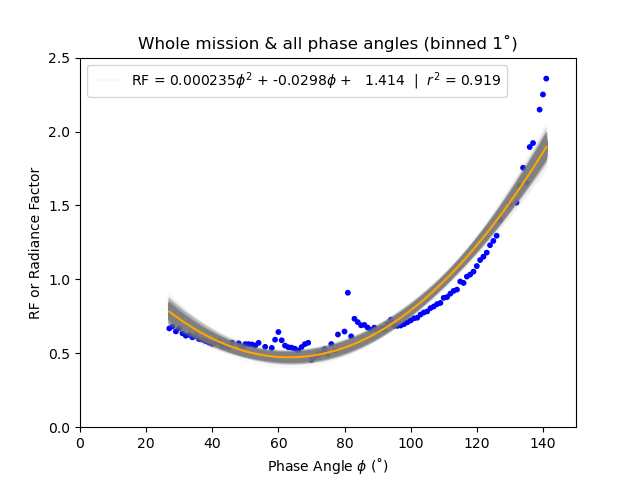 Whole mission & all phase angles (binned 1˚)
RF = 0.000235ϕ² + -0.0298ϕ + 1.414 | r² = 0.919
RF or Radiance Factor
2.5
2.0
1.5
1.0
0.5
0.0
0 20 40 60 80 100 120 140
Phase Angle ϕ (˚)